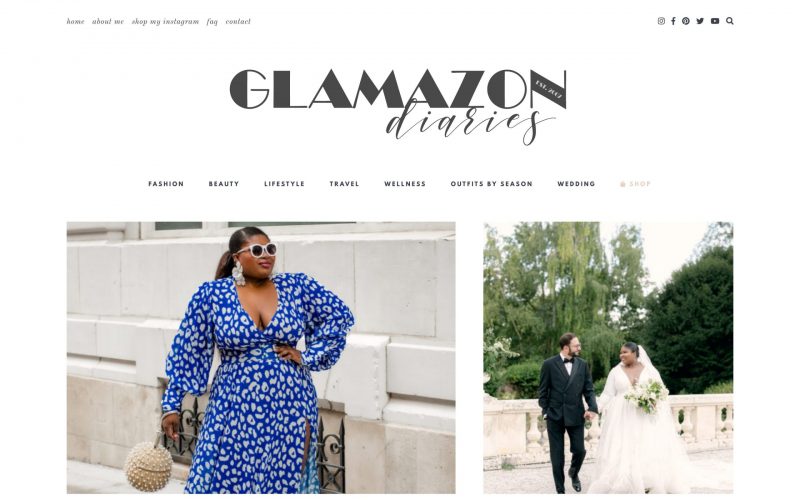 home about me shop my instagram faq contact
GLAMAZON
EST. 2007
diaries
FASHION BEAUTY LIFESTYLE TRAVEL WELLNESS OUTFITS BY SEASON WEDDING SHOP